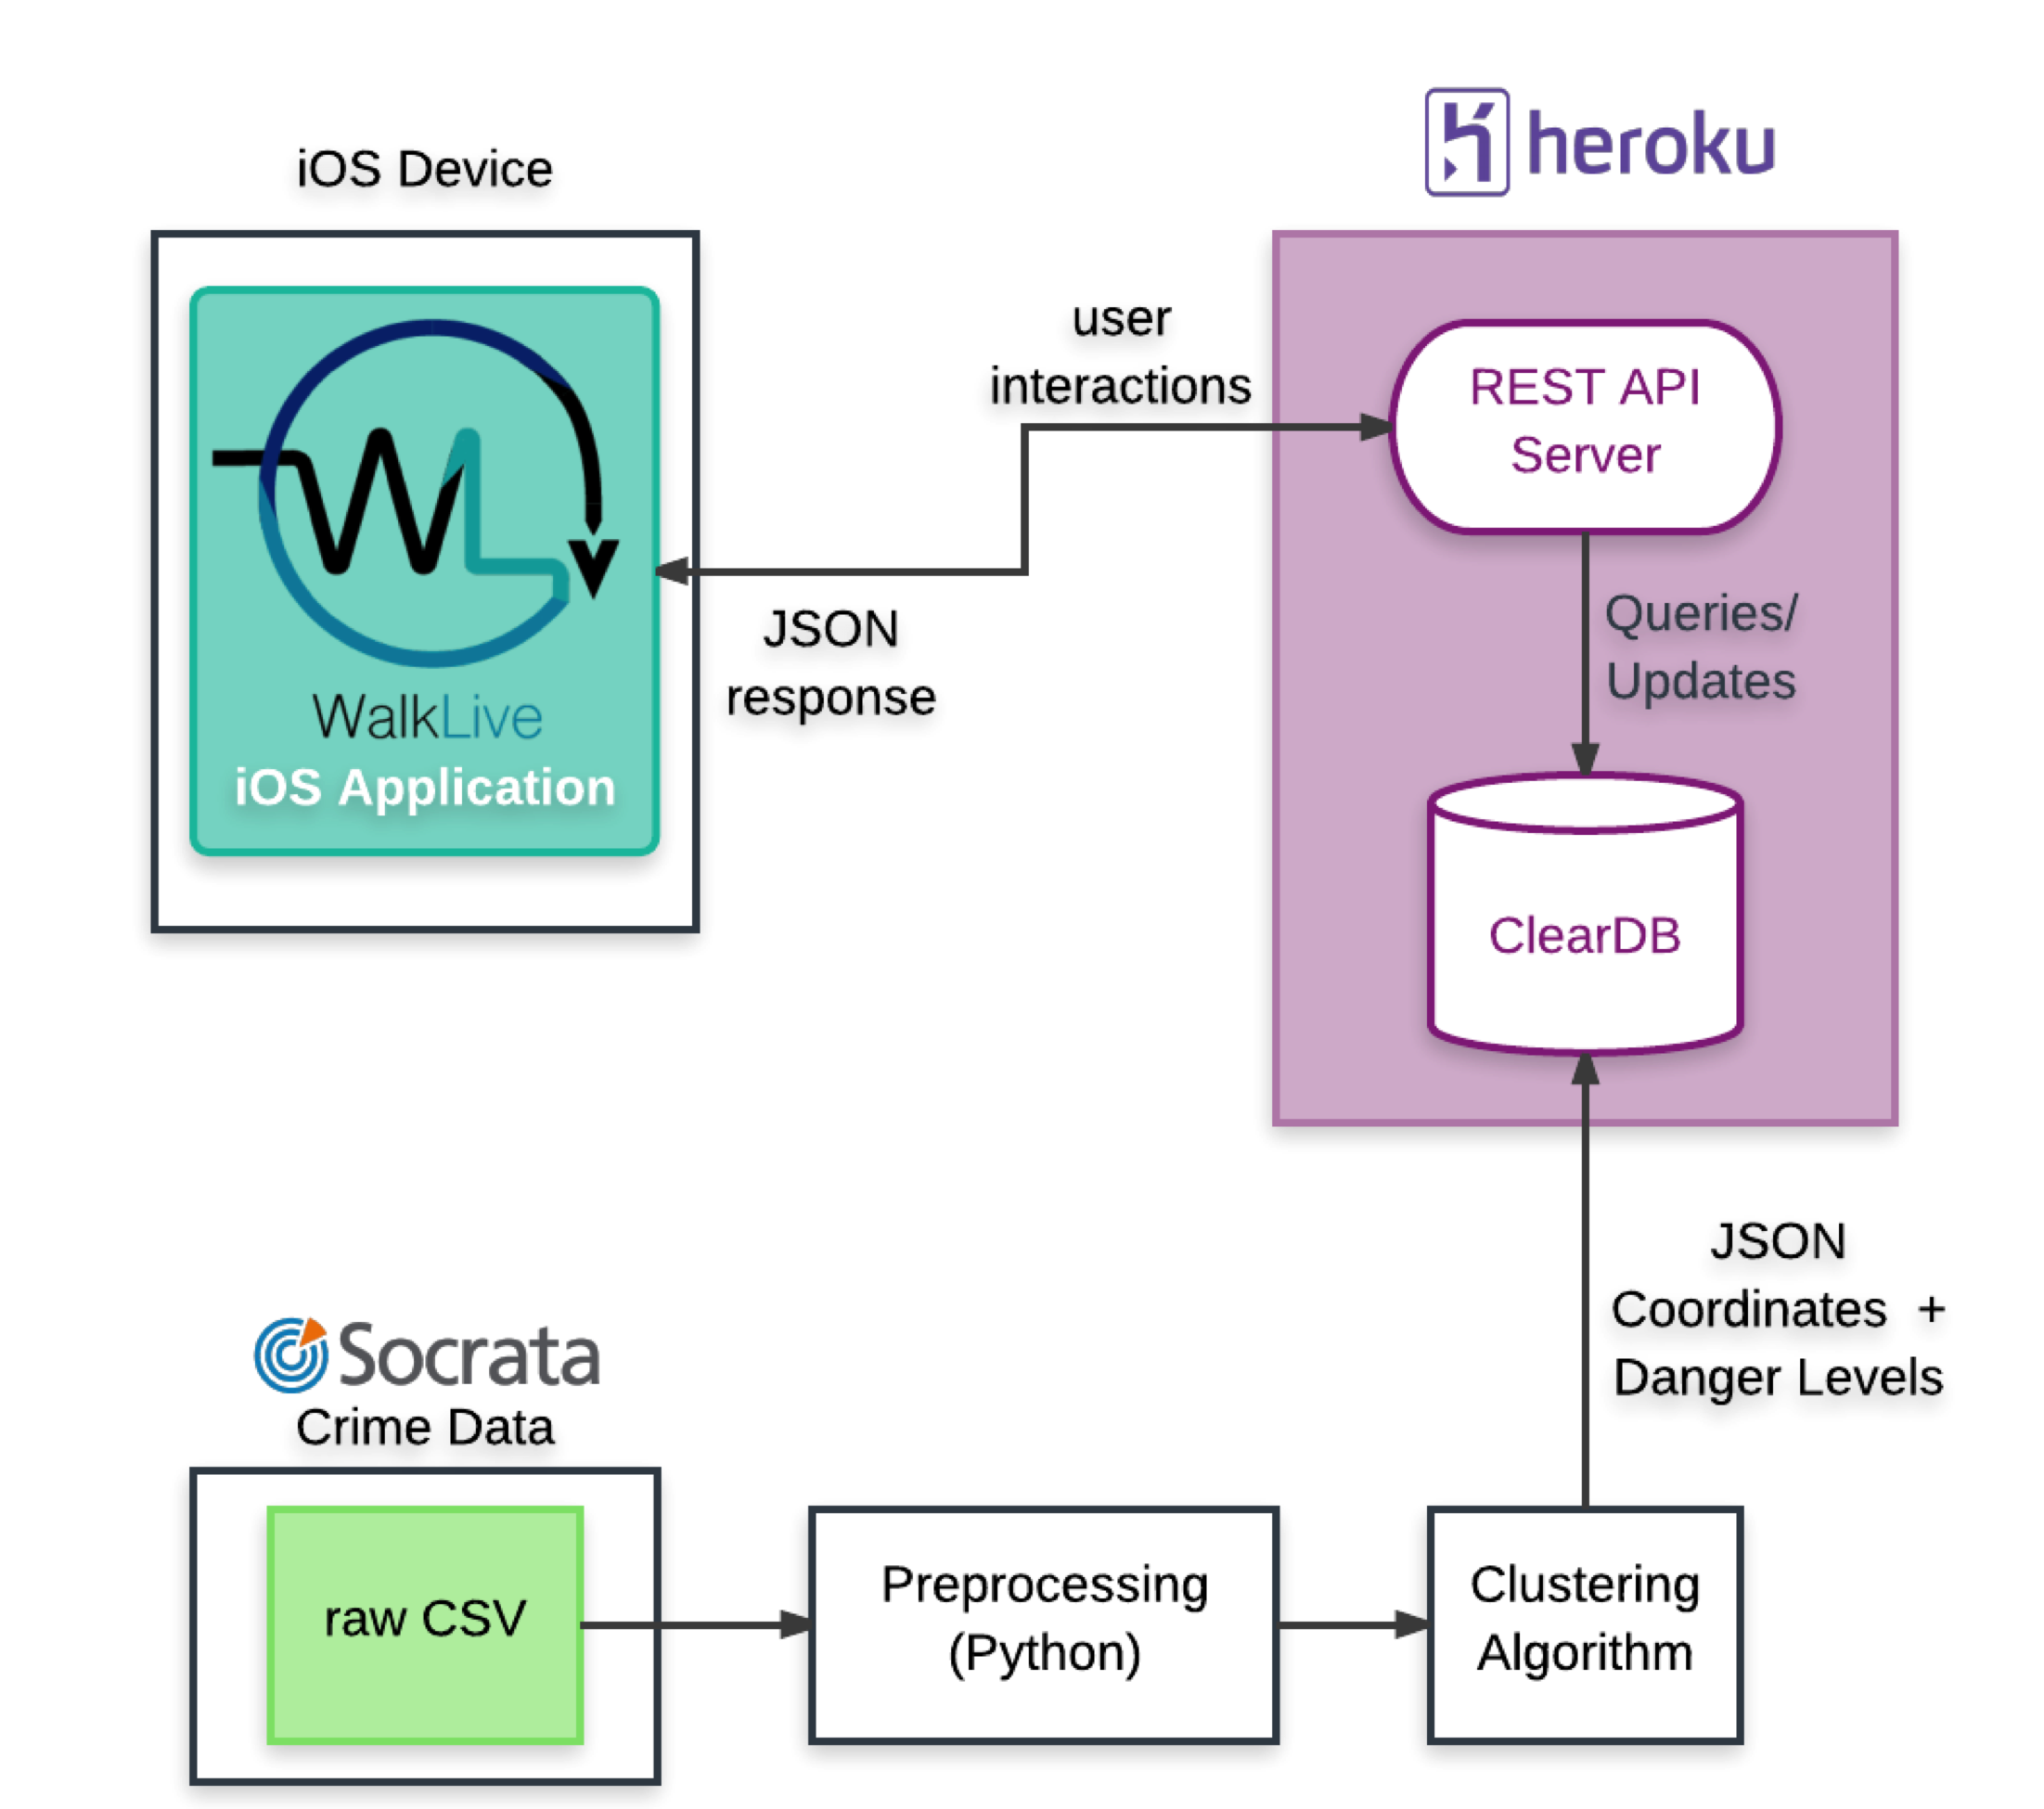 heroku
iOS Device
user
interactions
REST API
Server
JSON
response
Queries/
Updates
WL
WalkLive
iOS Application
ClearDB
JSON
Coordinates +
Danger Levels
Socrata
Crime Data
raw CSV
Preprocessing
(Python)
Clustering
Algorithm